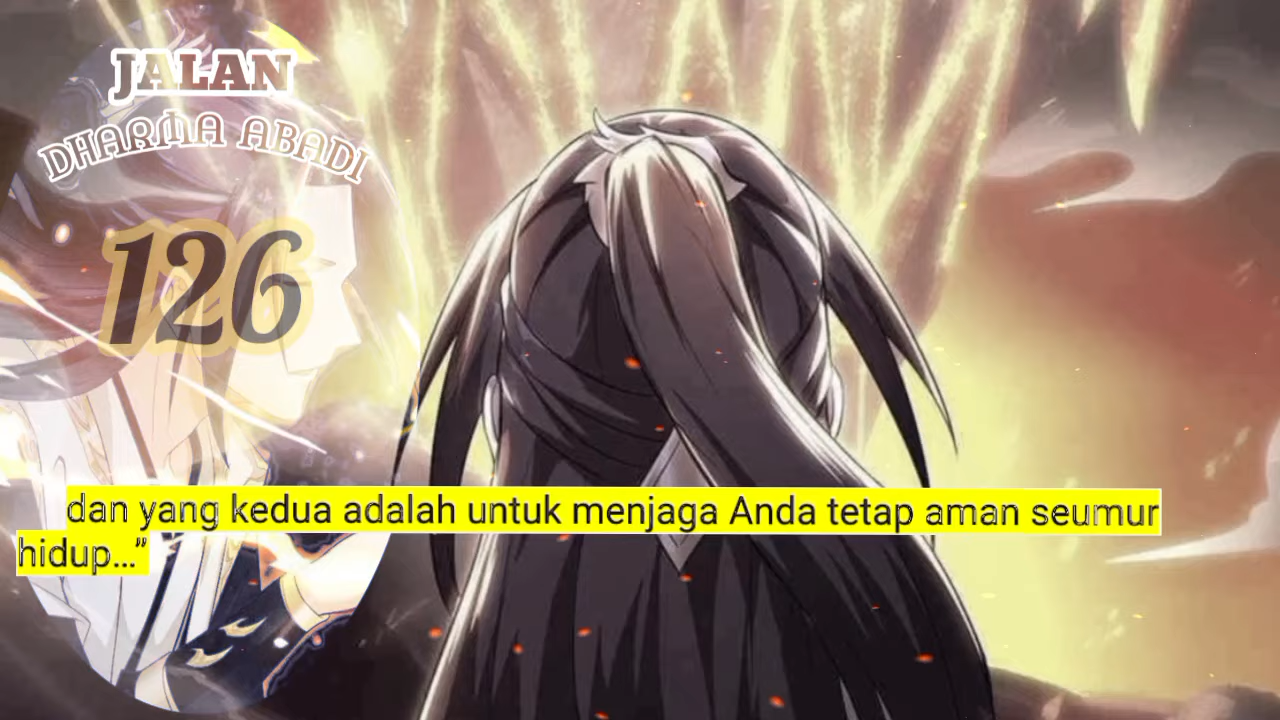 JALAN
DHARMA ABADI
126
dan yang kedua adalah untuk menjaga Anda tetap aman seumur
hidup...”